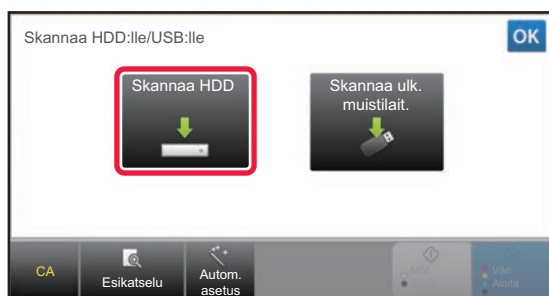 Skannaa HDD:lle/USB:lle
OK
Skannaa HDD
Skannaa ulk.
muistilait.
CA
Esikatselu
Autom.
asetus
Väri
Aloita